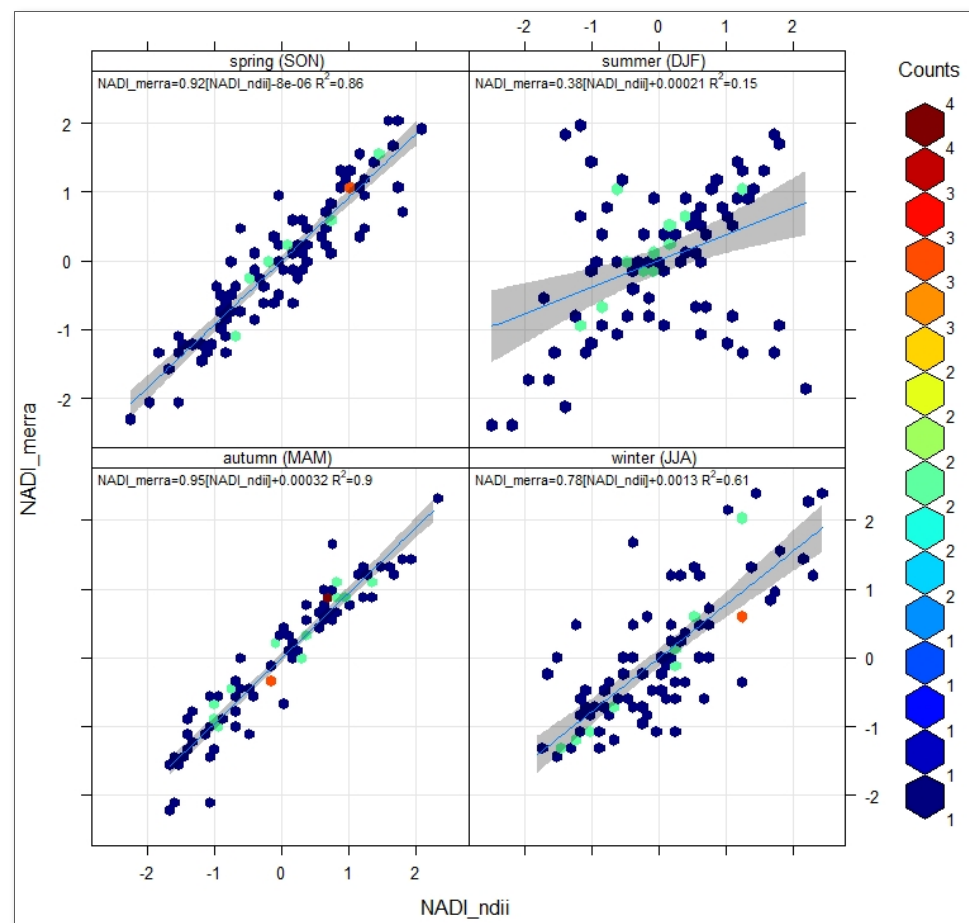 -2 -1 0 1 2
spring (SON)
summer (DJF)
NADI_merra=0.92[NADI_ndii]-8e-06 R²=0.86
NADI_merra=0.38[NADI_ndii]+0.00021 R²=0.15
2
1
0
-1
-2
autumn (MAM)
winter (JJA)
NADI_merra=0.95[NADI_ndii]+0.00032 R²=0.9
NADI_merra=0.78[NADI_ndii]+0.0013 R²=0.61
2
1
0
-1
-2
-2 -1 0 1 2
NADI_merra
NADI_ndii
Counts
4
4
3
3
3
3
2
2
2
2
2
2
1
1
1
1